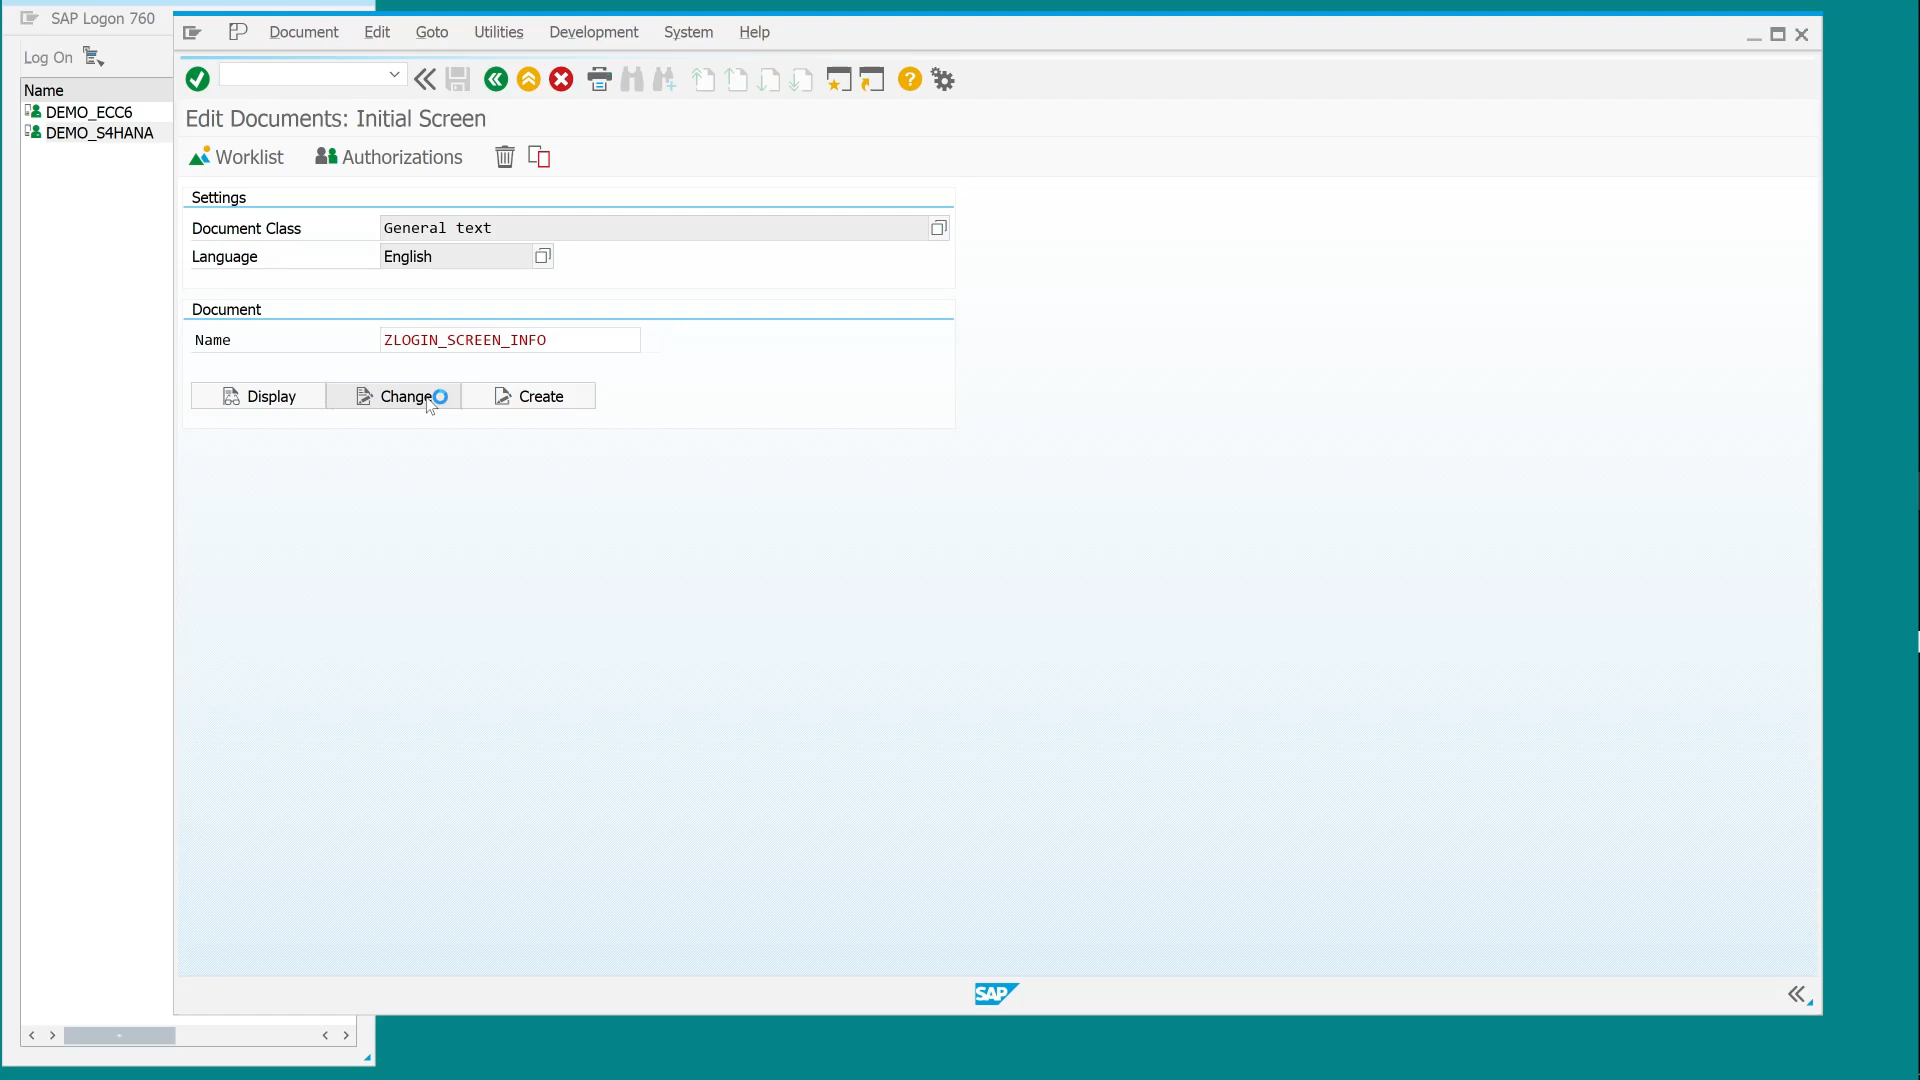 SAP Logon 760
Log On
Name
DEMO_ECC6
DEMO_S4HANA
Document Edit Goto Utilities Development System Help
Edit Documents: Initial Screen
Worklist Authorizations
Settings
Document Class General text
Language English
Document
Name ZLOGIN_SCREEN_INFO
Display Change Create
SAP